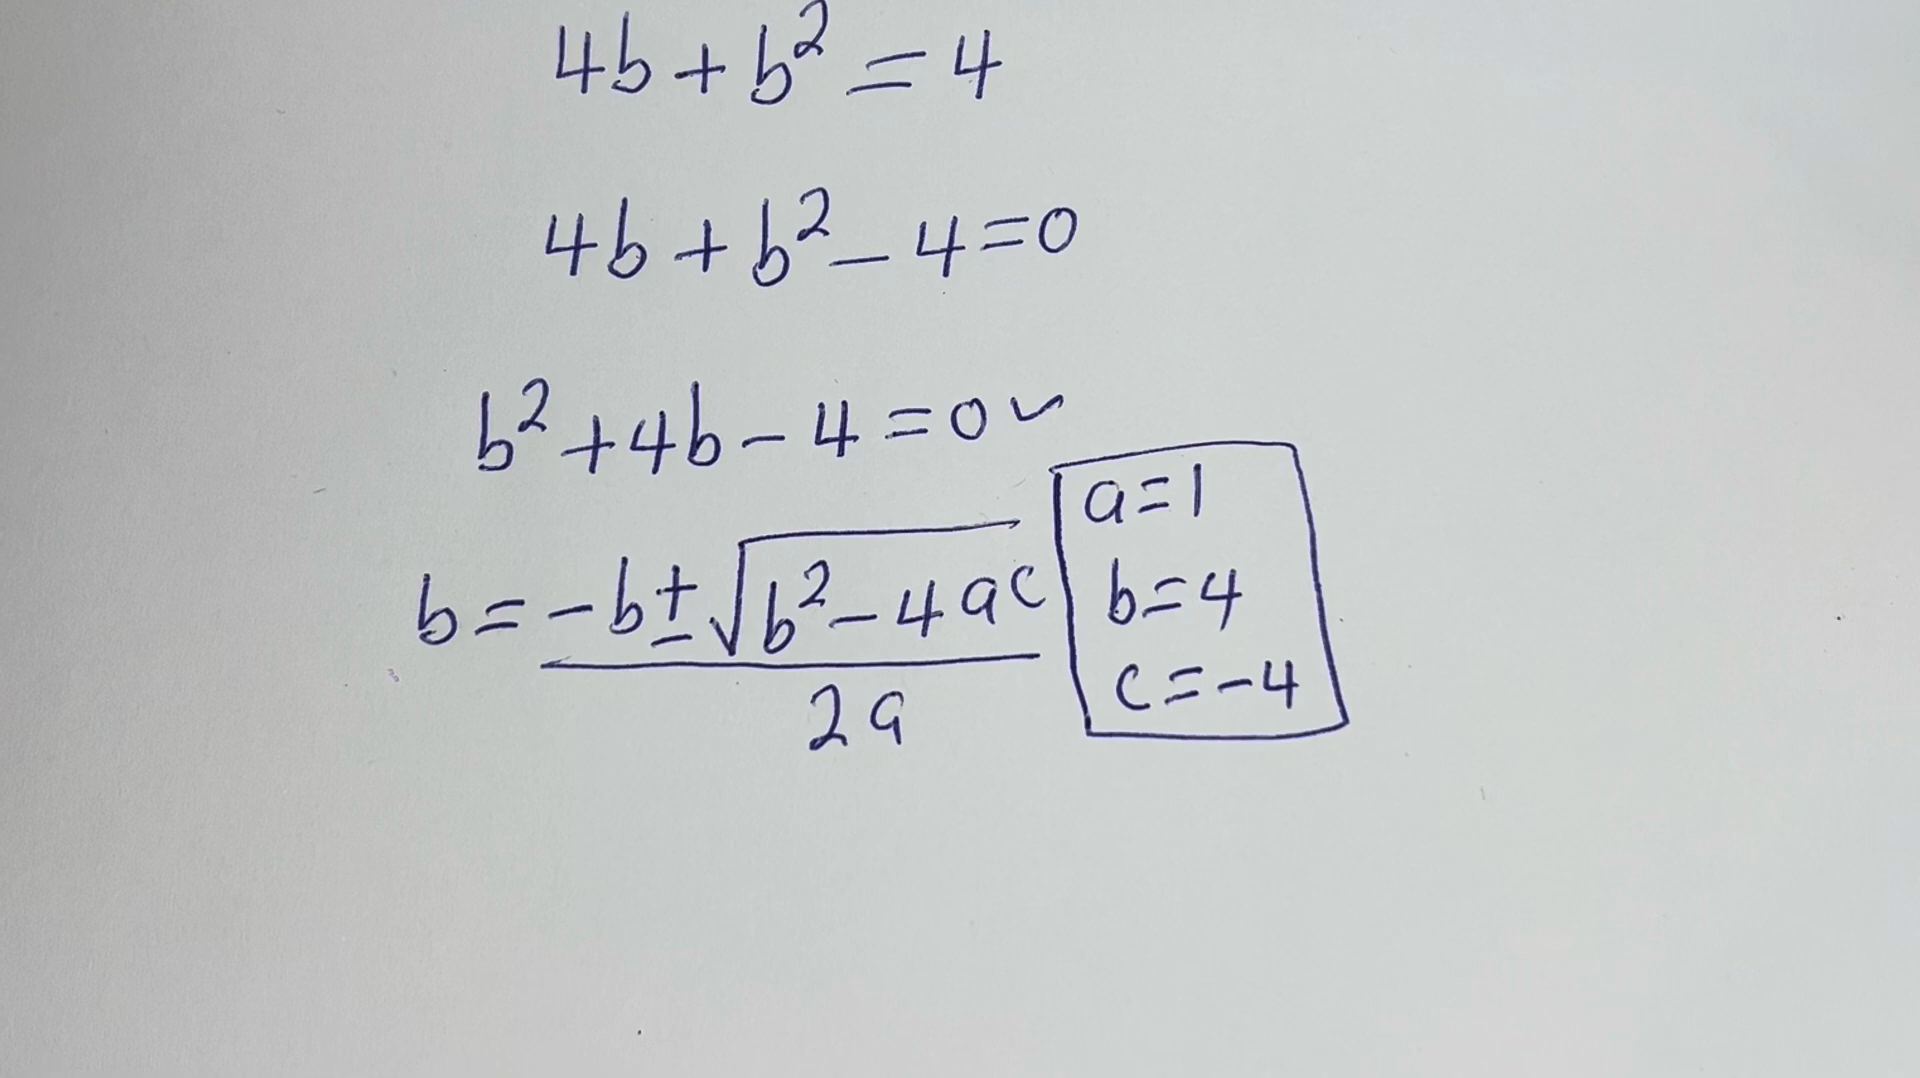 4b + b² = 4
4b + b² - 4 = 0
b² + 4b - 4 = 0 ✓
b = -b ± √(b² - 4ac)
2a
a = 1
b = 4
c = -4